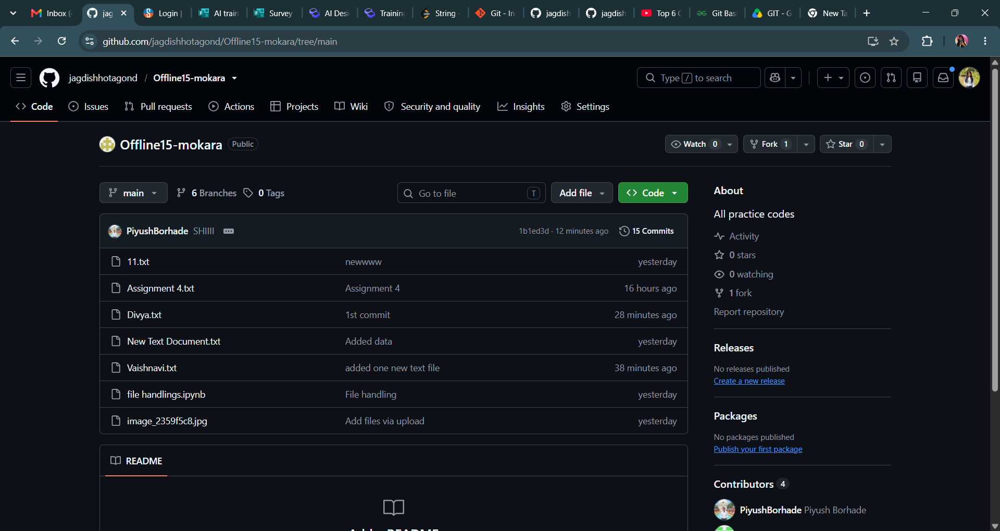 Inbox (
jag
Login |
AI train
Survey
AI Desi
Training
String -
Git - In
jagdish
jagdish
Top 6 G
Git Bas
GIT - G
New Ta
github.com/jagdishhotagond/Offline15-mokara/tree/main
jagdishhotagond / Offline15-mokara
Type / to search
Code
Issues
Pull requests
Actions
Projects
Wiki
Security and quality
Insights
Settings
Offline15-mokara Public
Watch 0
Fork 1
Star 0
main
6 Branches
0 Tags
Go to file T
Add file
Code
PiyushBorhade SHIIII
1b1ed3d · 12 minutes ago
15 Commits
11.txt newwww yesterday
Assignment 4.txt Assignment 4 16 hours ago
Divya.txt 1st commit 28 minutes ago
New Text Document.txt Added data yesterday
Vaishnavi.txt added one new text file 38 minutes ago
file handlings.ipynb File handling yesterday
image_2359f5c8.jpg Add files via upload yesterday
README
About
All practice codes
Activity
0 stars
0 watching
1 fork
Report repository
Releases
No releases published
Create a new release
Packages
No packages published
Publish your first package
Contributors 4
PiyushBorhade Piyush Borhade